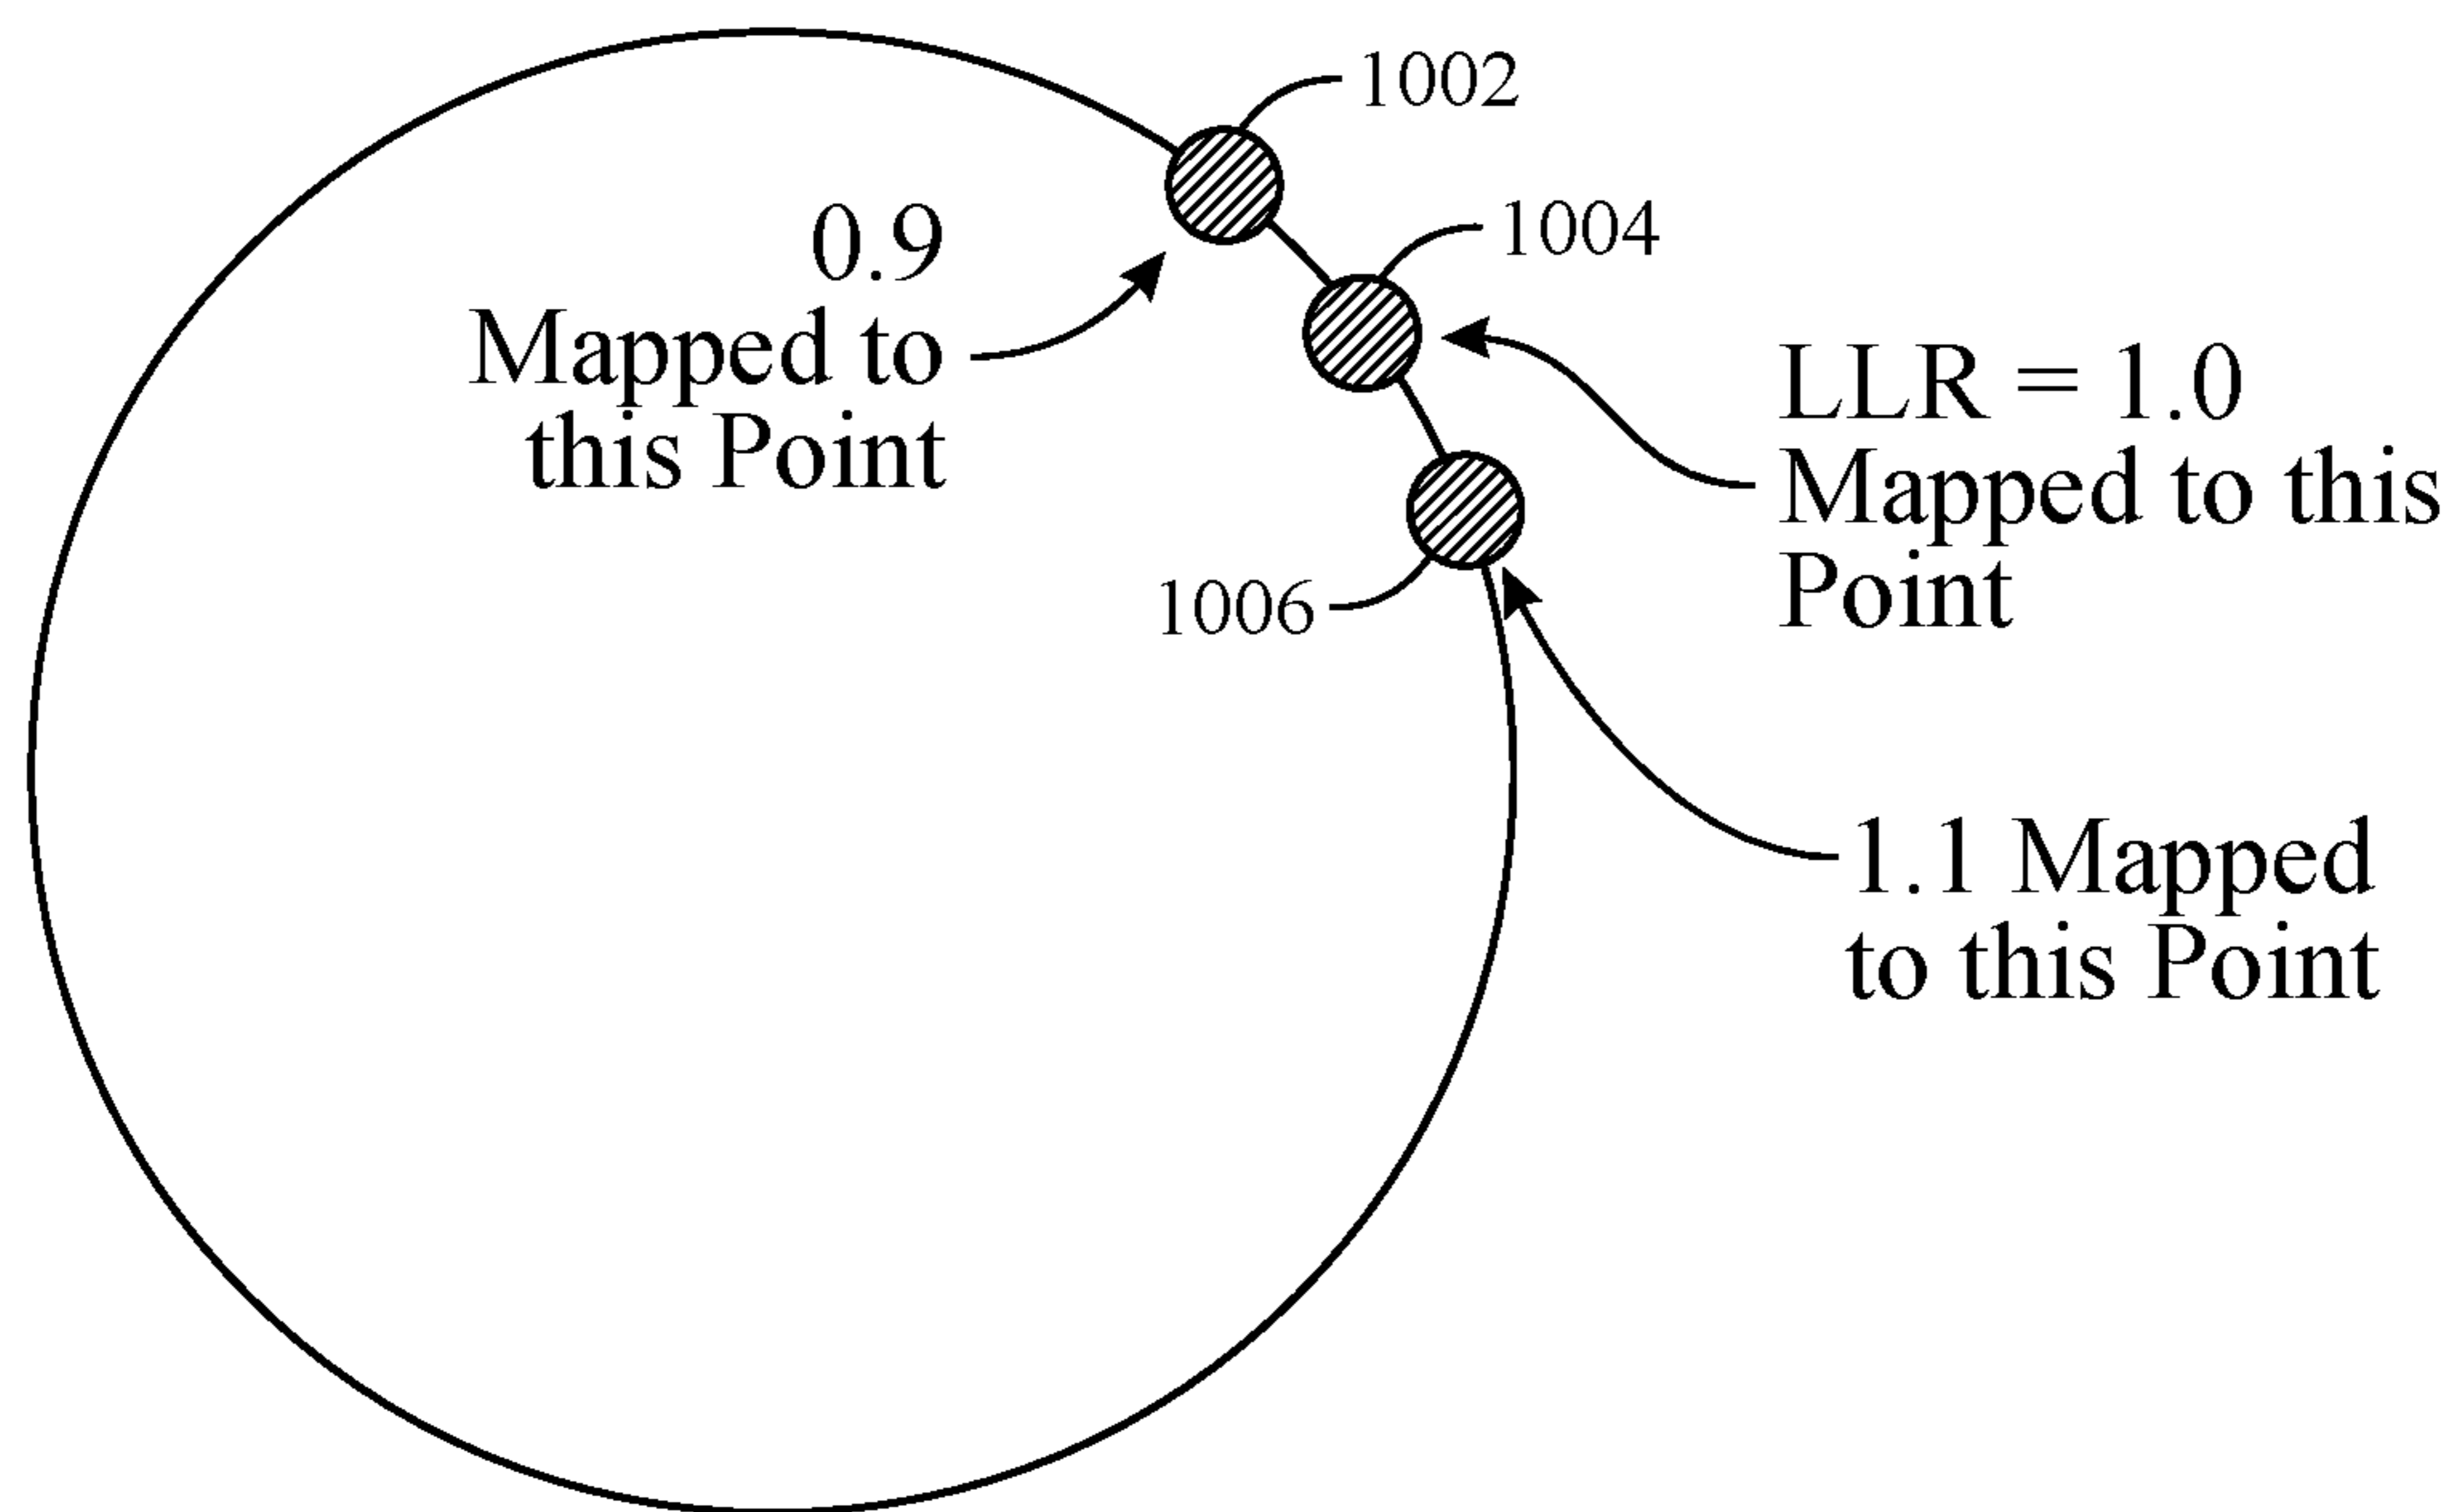 1002
1004
0.9
Mapped to
this Point
LLR = 1.0
Mapped to this
Point
1006
1.1 Mapped
to this Point